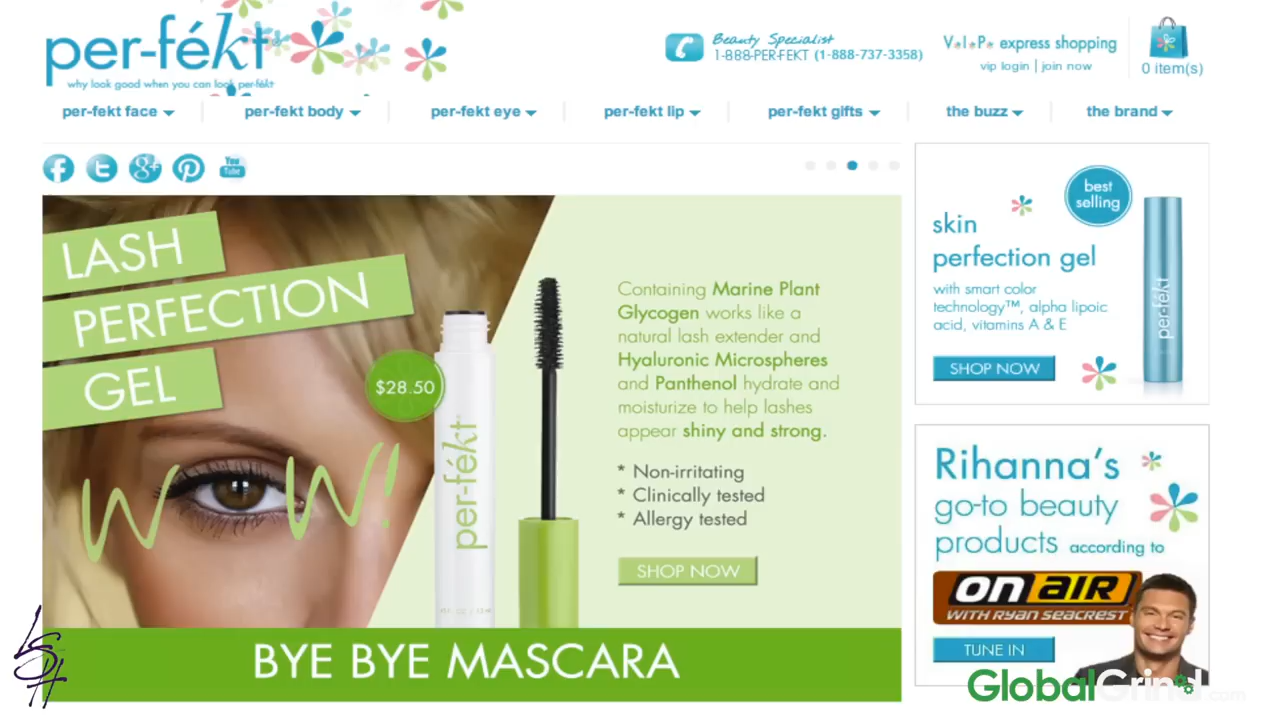 per-fékt
why look good when you can look per-fékt
Beauty Specialist
1-888-PER-FEKT (1-888-737-3358)
V.I.P. express shopping
vip login | join now
0 item(s)
per-fekt face
per-fekt body
per-fekt eye
per-fekt lip
per-fekt gifts
the buzz
the brand
You
Tube
LASH
PERFECTION
GEL
$28.50
WOW!
per-fékt
Containing Marine Plant
Glycogen works like a
natural lash extender and
Hyaluronic Microspheres
and Panthenol hydrate and
moisturize to help lashes
appear shiny and strong.
* Non-irritating
* Clinically tested
* Allergy tested
SHOP NOW
BYE BYE MASCARA
best
selling
skin
perfection gel
with smart color
technology™, alpha lipoic
acid, vitamins A & E
SHOP NOW
per-fékt
Rihanna's
go-to beauty
products according to
ON AIR
WITH RYAN SEACREST
TUNE IN
GlobalGrind.com